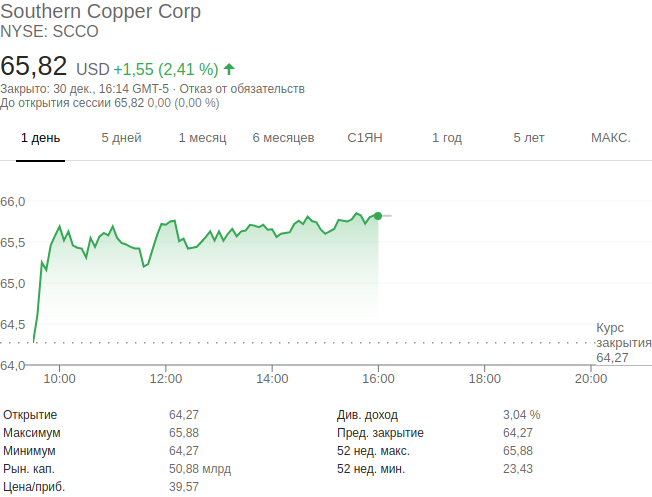 Southern Copper Corp
NYSE: SCCO
65,82 USD +1,55 (2,41 %)
Закрыто: 30 дек., 16:14 GMT-5 · Отказ от обязательств
До открытия сессии 65,82 0,00 (0,00 %)
1 день 5 дней 1 месяц 6 месяцев С1ЯН 1 год 5 лет МАКС.
66,0
65,5
65,0
64,5
64,0
Курс
закрытия
64,27
10:00 12:00 14:00 16:00 18:00 20:00
Открытие 64,27 Див. доход 3,04 %
Максимум 65,88 Пред. закрытие 64,27
Минимум 64,27 52 нед. макс. 65,88
Рын. кап. 50,88 млрд 52 нед. мин. 23,43
Цена/приб. 39,57